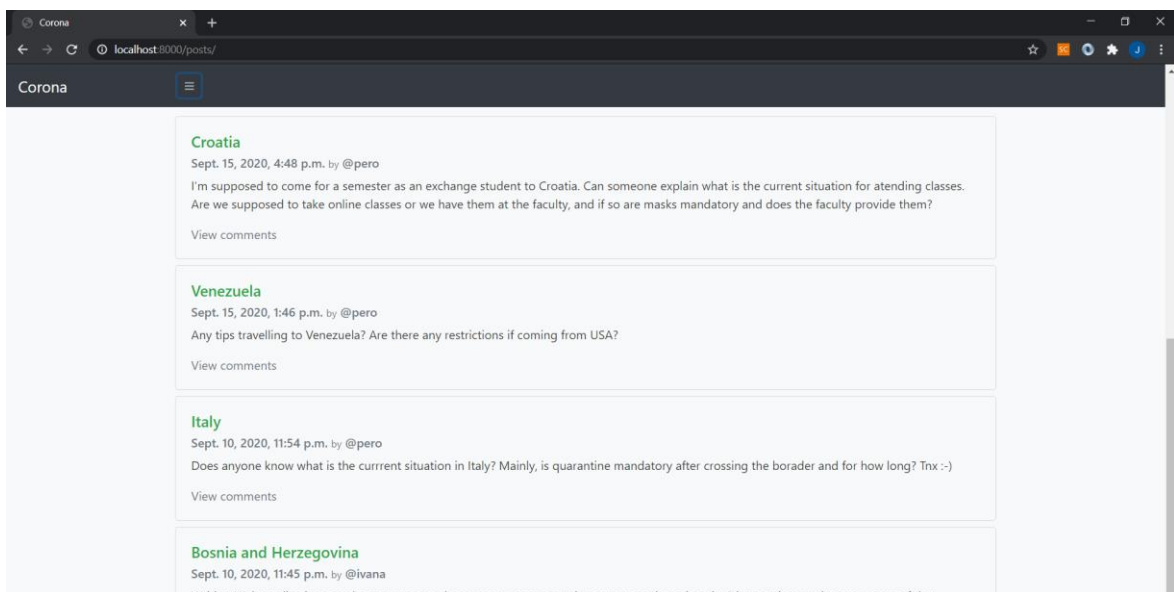 Corona
localhost:8000/posts/
SC
J
Corona
Croatia
Sept. 15, 2020, 4:48 p.m. by @pero
I'm supposed to come for a semester as an exchange student to Croatia. Can someone explain what is the current situation for atending classes.
Are we supposed to take online classes or we have them at the faculty, and if so are masks mandatory and does the faculty provide them?
View comments
Venezuela
Sept. 15, 2020, 1:46 p.m. by @pero
Any tips travelling to Venezuela? Are there any restrictions if coming from USA?
View comments
Italy
Sept. 10, 2020, 11:54 p.m. by @pero
Does anyone know what is the currrent situation in Italy? Mainly, is quarantine mandatory after crossing the borader and for how long? Tnx :-)
View comments
Bosnia and Herzegovina
Sept. 10, 2020, 11:45 p.m. by @ivana